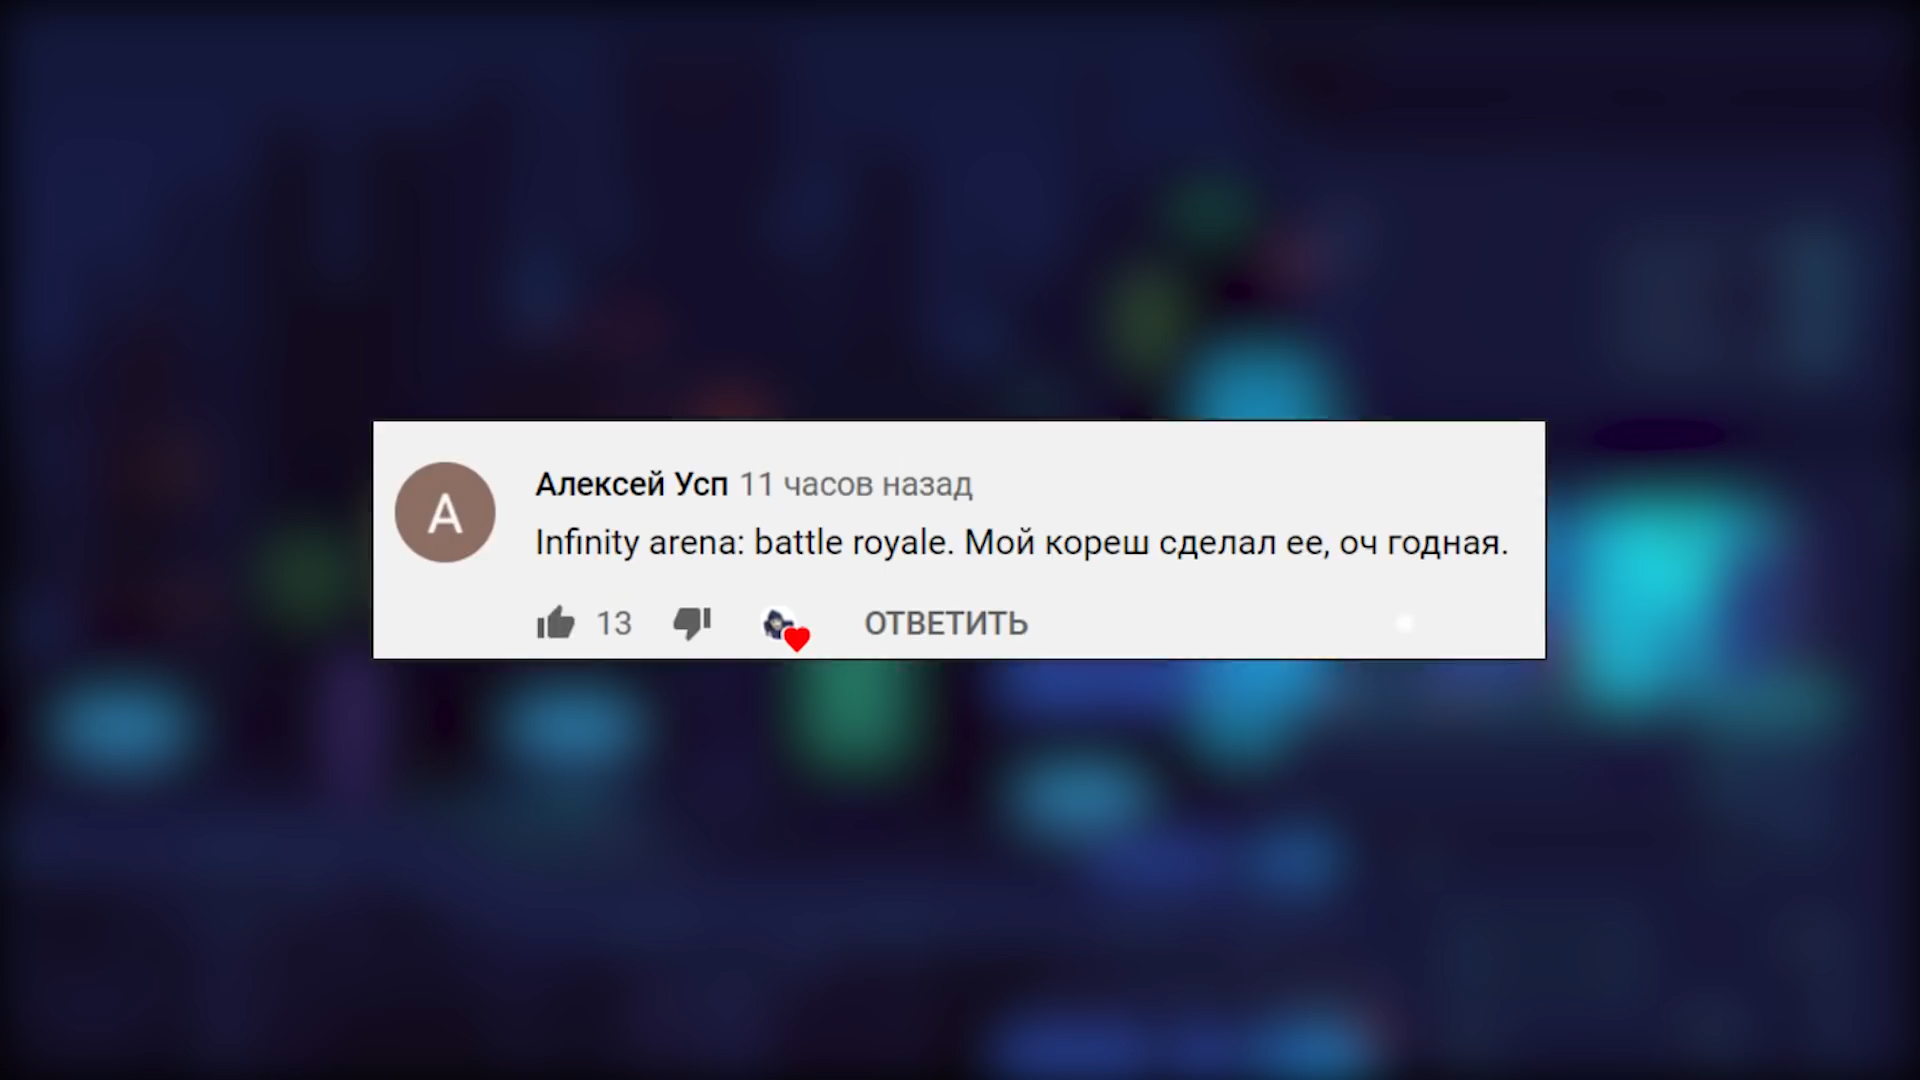 А
Алексей Усп 11 часов назад
Infinity arena: battle royale. Мой кореш сделал ее, оч годная.
13 ОТВЕТИТЬ